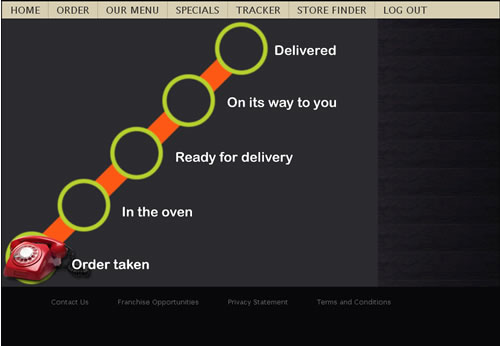 HOME ORDER OUR MENU SPECIALS TRACKER STORE FINDER LOG OUT
Delivered
On its way to you
Ready for delivery
In the oven
Order taken
Contact Us Franchise Opportunities Privacy Statement Terms and Conditions